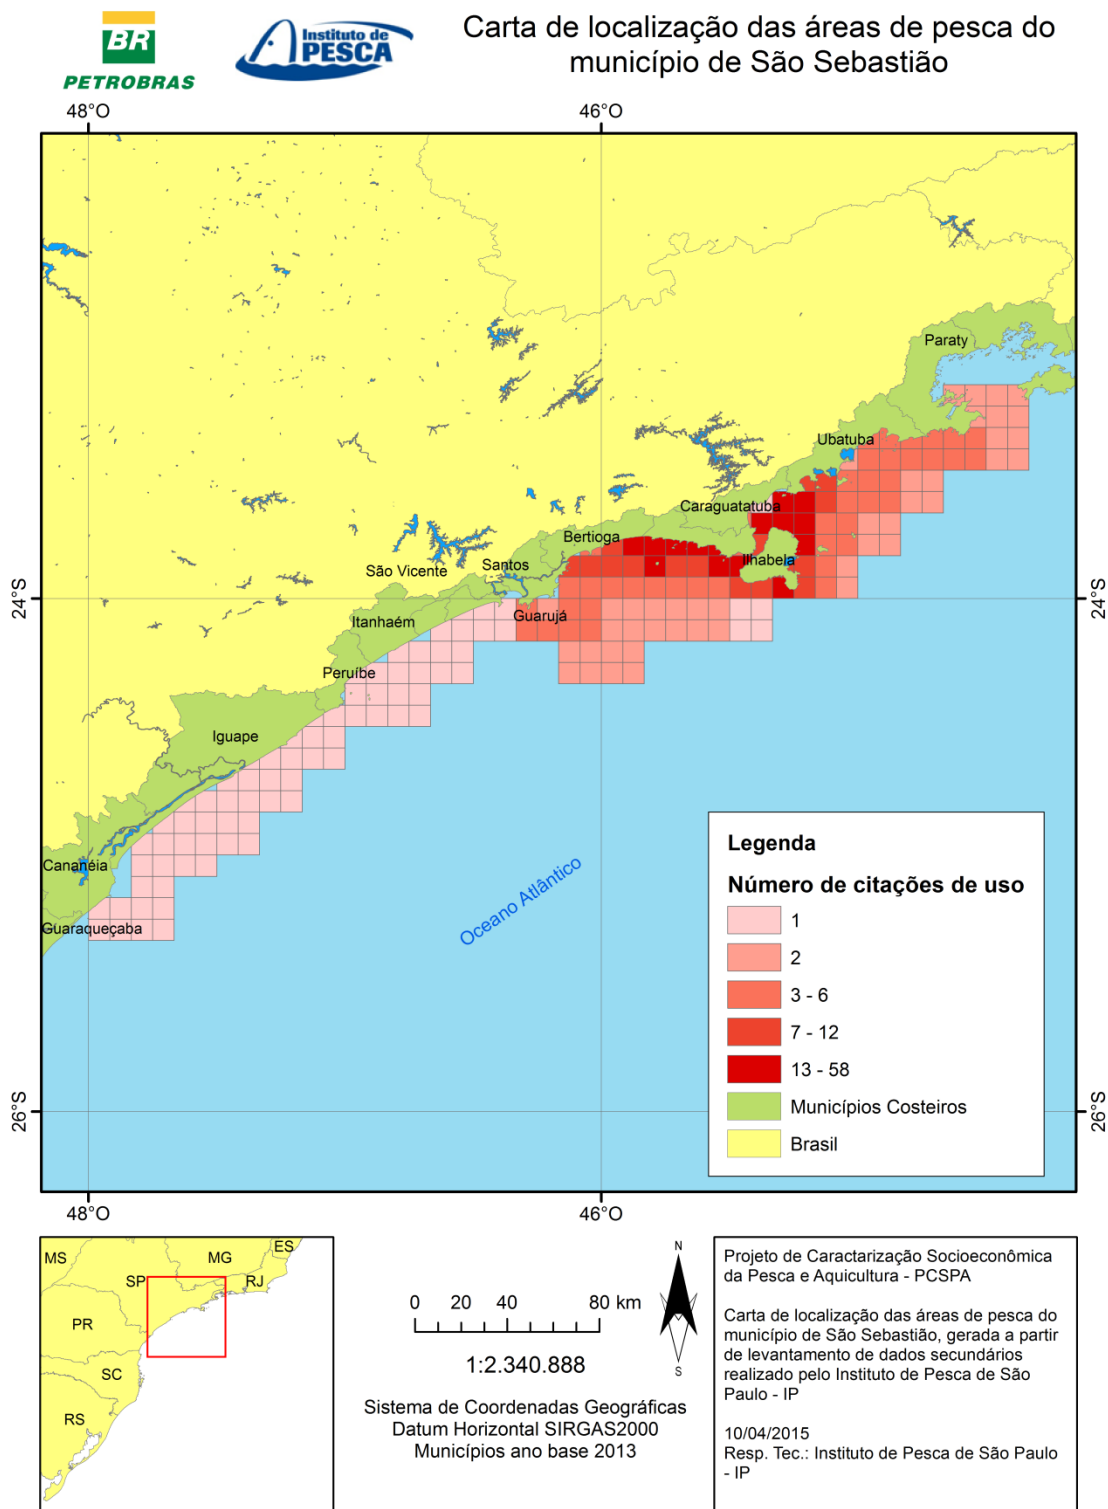 BR
PETROBRAS
Instituto de
PESCA
Carta de localização das áreas de pesca do
município de São Sebastião
48°O
46°O
Paraty
Ubatuba
Caraguatatuba
Bertioga
Ilhabela
Santos
São Vicente
24°S
24°S
Guarujá
Itanhaém
Peruíbe
Iguape
Cananéia
Guaraqueçaba
Oceano Atlântico
Legenda
Número de citações de uso
1
2
3 - 6
7 - 12
13 - 58
Municípios Costeiros
Brasil
26°S
26°S
48°O
46°O
MS
MG
ES
SP
RJ
PR
SC
RS
0 20 40 80 km
1:2.340.888
Sistema de Coordenadas Geográficas
Datum Horizontal SIRGAS2000
Municípios ano base 2013
N
S
Projeto de Caractarização Socioeconômica
da Pesca e Aquicultura - PCSPA
Carta de localização das áreas de pesca do
município de São Sebastião, gerada a partir
de levantamento de dados secundários
realizado pelo Instituto de Pesca de São
Paulo - IP
10/04/2015
Resp. Tec.: Instituto de Pesca de São Paulo
- IP